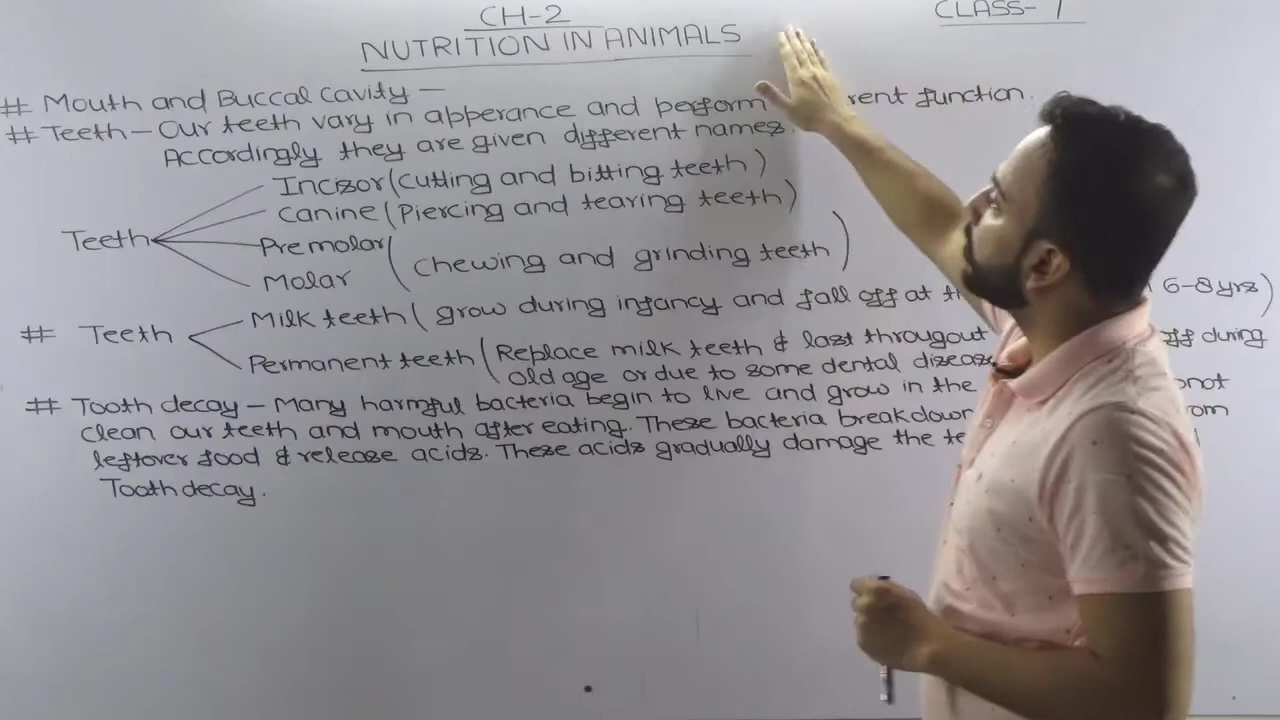 CH-2
CLASS- 7
NUTRITION IN ANIMALS
# Mouth and Buccal cavity –
# Teeth – Our teeth vary in apperance and perform rent function.
Accordingly they are given different names.
Teeth
Incizor (cutting and bitting teeth)
Canine (Piercing and tearing teeth)
Premolar
Molar
(chewing and grinding teeth)
# Teeth
Milk teeth (grow during infancy and fall off at 6-8 yrs)
Permanent teeth (Replace milk teeth & last througout off during
old age or due to some dental
# Tooth decay – Many harmful bacteria begin to live and grow in the
clean our teeth and mouth after eating. These bacteria breakdown
leftover food & release acids. These acids gradually damage the
Tooth decay.